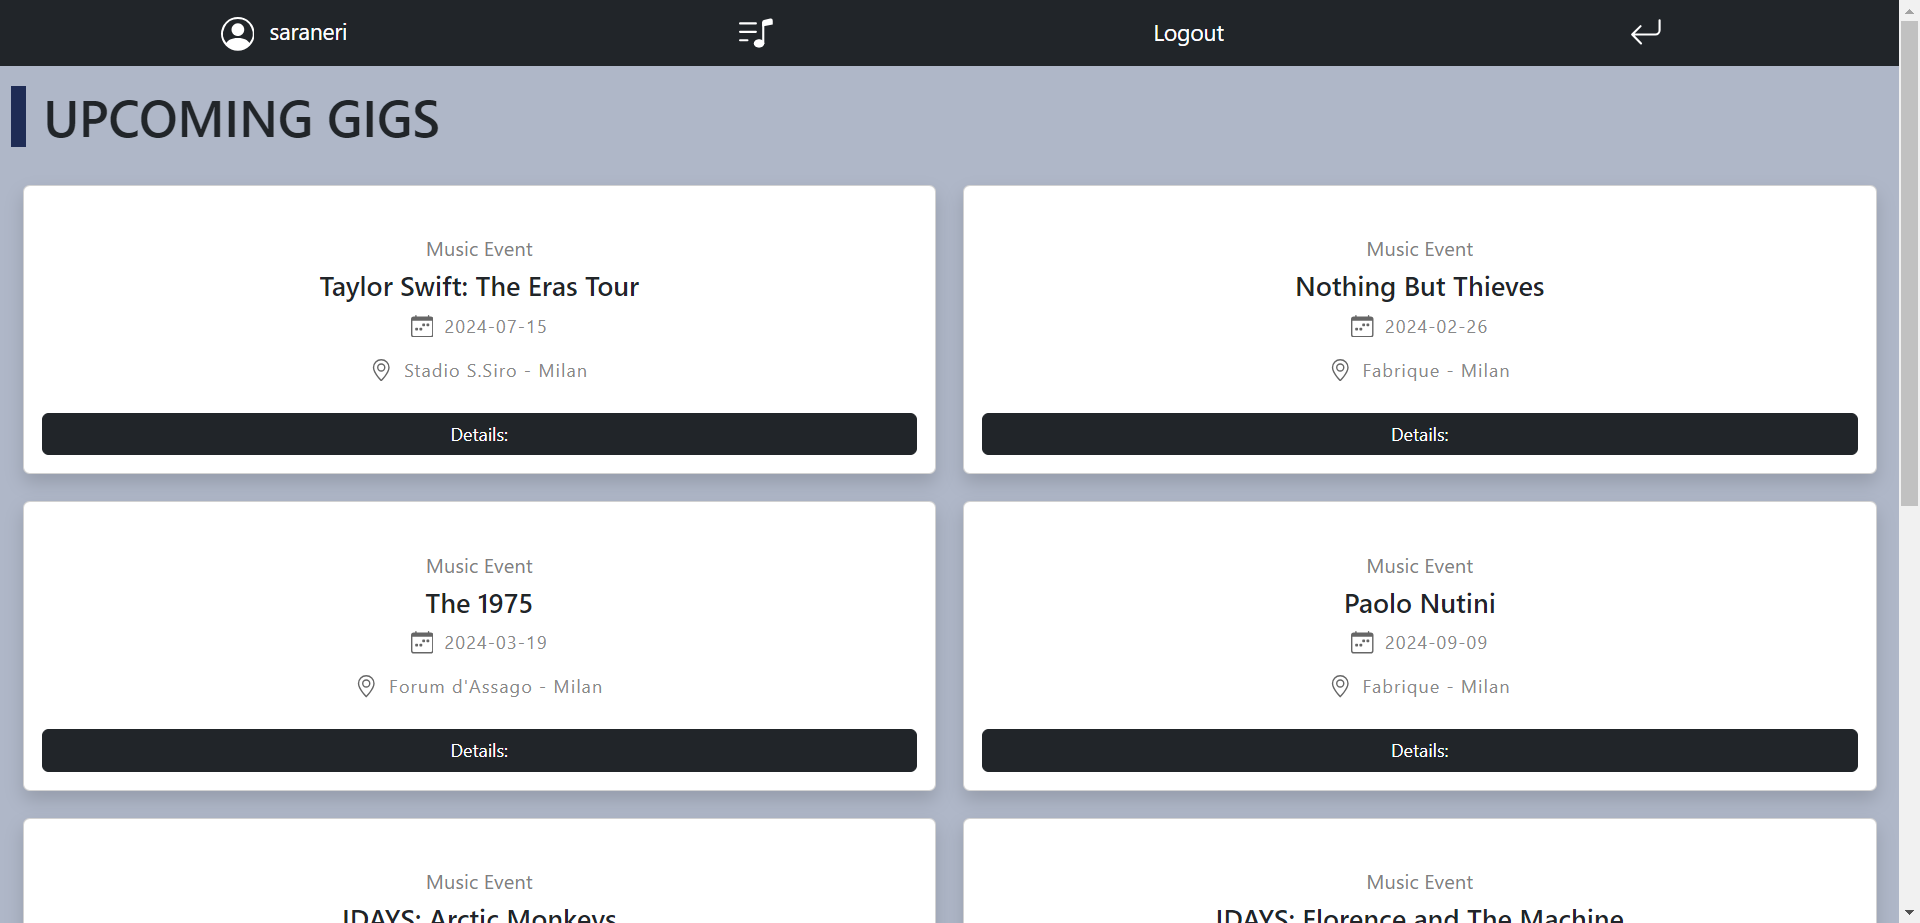 saraneri
Logout
UPCOMING GIGS
Music Event
Taylor Swift: The Eras Tour
2024-07-15
Stadio S.Siro - Milan
Details:
Music Event
Nothing But Thieves
2024-02-26
Fabrique - Milan
Details:
Music Event
The 1975
2024-03-19
Forum d'Assago - Milan
Details:
Music Event
Paolo Nutini
2024-09-09
Fabrique - Milan
Details:
Music Event
IDAYS: Arctic Monkeys
Music Event
IDAYS: Florence and The Machine